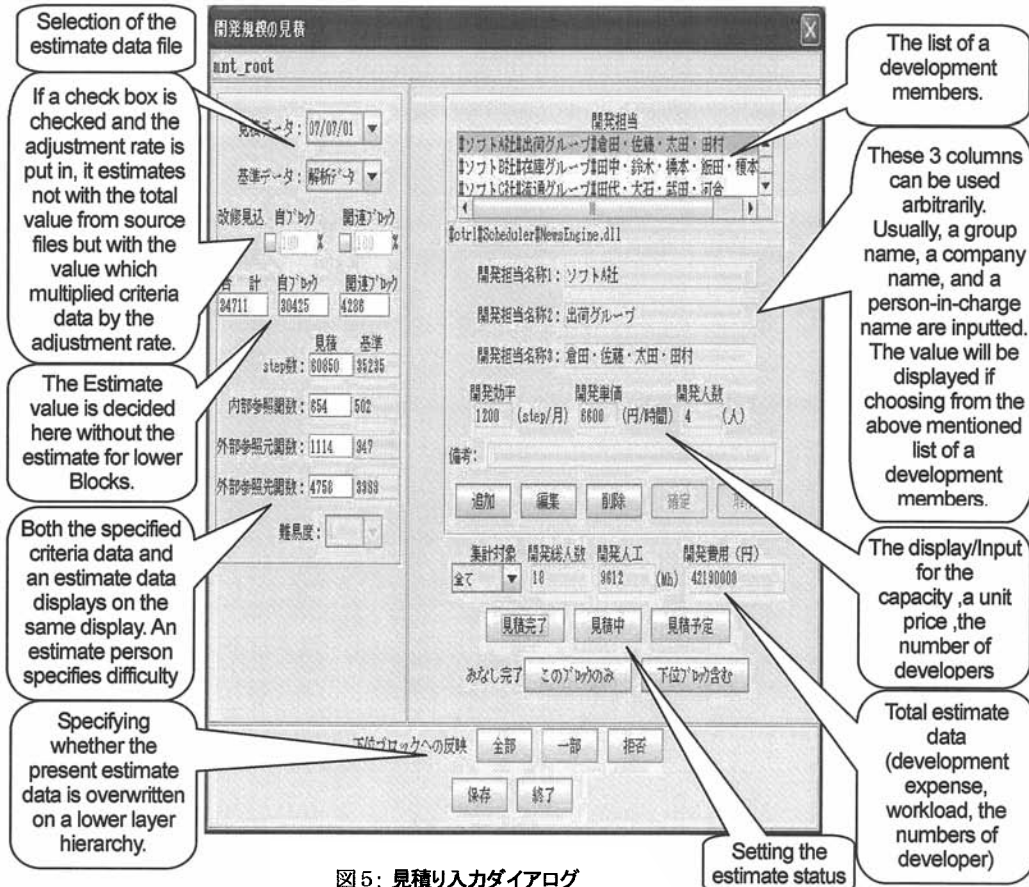 Selection of the
estimate data file
If a check box is
checked and the
adjustment rate is
put in, it estimates
not with the total
value from source
files but with the
value which
multiplied criteria
data by the
adjustment rate.
The Estimate
value is decided
here without the
estimate for lower
Blocks.
Both the specified
criteria data and
an estimate data
displays on the
same display. An
estimate person
specifies difficulty
Specifying
whether the
present estimate
data is overwritten
on a lower layer
hierarchy.
開発規模の見積
mnt_root
見積データ: 07/07/01
基準データ: 解析データ
改修見込 自ブロック 関連ブロック
100 % 100 %
合 計 自ブロック 関連ブロック
34711 30425 4286
見積 基準
step数: 60850 35235
内部参照関数: 654 502
外部参照元関数: 1114 947
外部参照先関数: 4758 3388
難易度:
開発担当
#ソフトA社#出荷グループ#倉田・佐藤・太田・田村
#ソフトB社#在庫グループ#田中・鈴木・橋本・飯田・榎本
#ソフトC社#流通グループ#田代・大石・武田・河合
#ctrl#Scheduler#NewsEngine.dll
開発担当名称1: ソフトA社
開発担当名称2: 出荷グループ
開発担当名称3: 倉田・佐藤・太田・田村
開発効率 開発単価 開発人数
1200 (step/月) 6600 (円/時間) 4 (人)
備考:
追加 編集 削除 確定
集計対象 開発総人数 開発人工 開発費用 (円)
全て 18 9612 (Mh) 42190000
見積完了 見積中 見積予定
みなし完了 このブロックのみ 下位ブロック含む
下位ブロックへの反映 全部 一部 拒否
保存 終了
The list of a
development
members.
These 3 columns
can be used
arbitrarily.
Usually, a group
name, a company
name, and a
person-in-charge
name are inputted.
The value will be
displayed if
choosing from the
above mentioned
list of a
development
members.
The display/Input
for the
capacity ,a unit
price ,the
number of
developers
Total estimate
data
(development
expense,
workload, the
numbers of
developer)
Setting the
estimate status
図5: 見積り入力ダイアログ